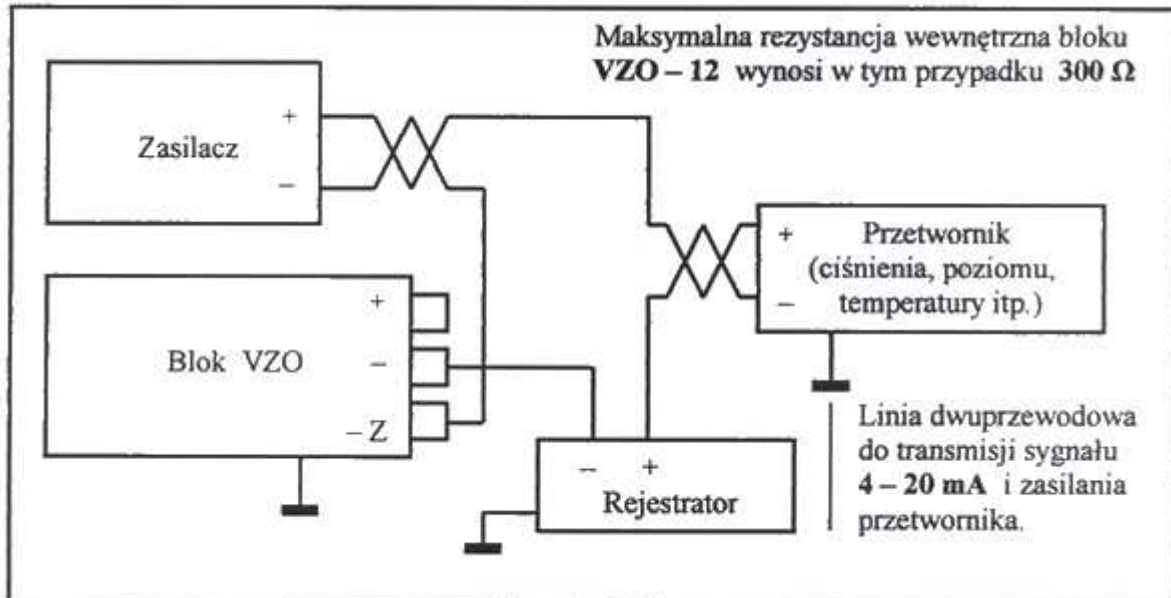 Maksymalna rezystancja wewnętrzna bloku
VZO – 12 wynosi w tym przypadku 300 Ω
+
Zasilacz
–
+
Przetwornik
(ciśnienia, poziomu,
–
temperatury itp.)
+
Blok VZO
–
– Z
Linia dwuprzewodowa
do transmisji sygnału
4 – 20 mA i zasilania
przetwornika.
– +
Rejestrator